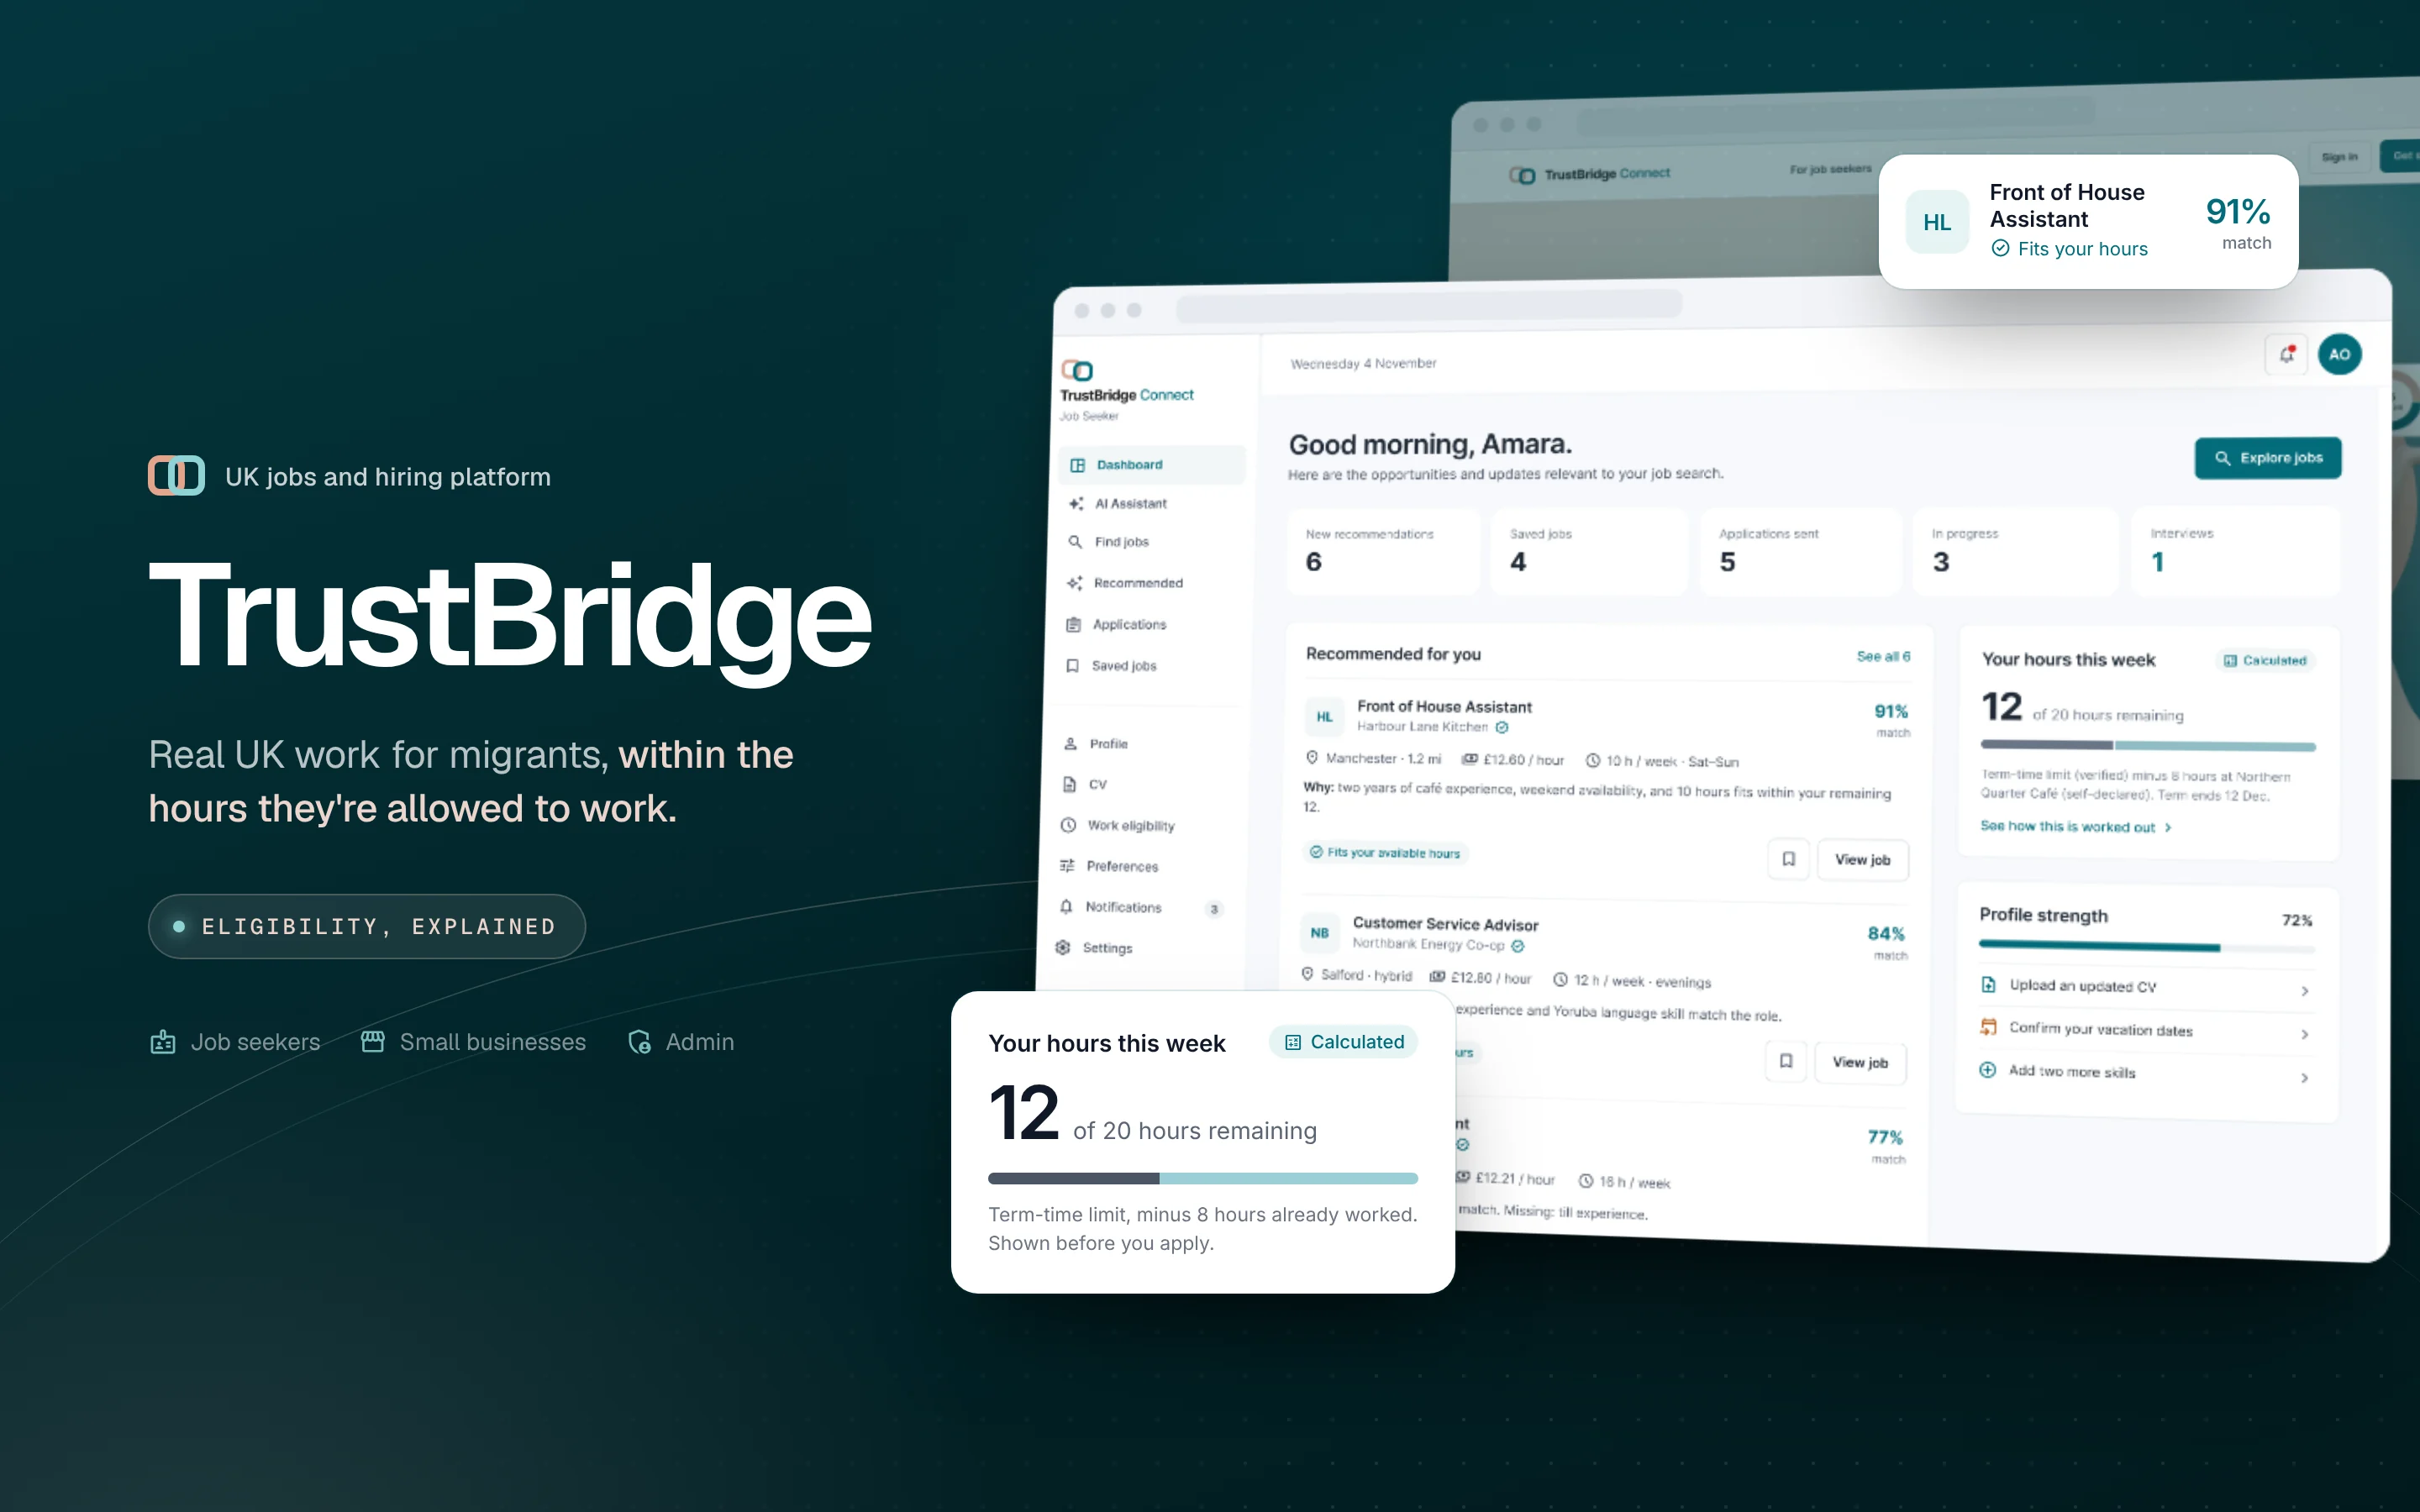 UK jobs and hiring platform
TrustBridge
Real UK work for migrants, within the
hours they're allowed to work.
ELIGIBILITY, EXPLAINED
Job seekers
Small businesses
Admin
TrustBridge Connect
For job seekers
Sign in
Get
HL
Front of House
Assistant
Fits your hours
91%
match
TrustBridge Connect
Job Seeker
Dashboard
AI Assistant
Find jobs
Recommended
Applications
Saved jobs
Profile
CV
Work eligibility
Preferences
Notifications
3
Settings
Wednesday 4 November
AO
Good morning, Amara.
Here are the opportunities and updates relevant to your job search.
Explore jobs
New recommendations
6
Saved jobs
4
Applications sent
5
In progress
3
Interviews
1
Recommended for you
See all 6
HL
Front of House Assistant
Harbour Lane Kitchen
91%
match
Manchester · 1.2 mi
£12.60 / hour
10 h / week · Sat–Sun
Why: two years of café experience, weekend availability, and 10 hours fits within your remaining
12.
Fits your available hours
View job
NB
Customer Service Advisor
Northbank Energy Co-op
84%
match
Salford · hybrid
£12.80 / hour
12 h / week · evenings
experience and Yoruba language skill match the role.
urs
View job
nt
77%
match
£12.21 / hour
16 h / week
match. Missing: till experience.
Your hours this week
Calculated
12 of 20 hours remaining
Term-time limit (verified) minus 8 hours at Northern
Quarter Café (self-declared). Term ends 12 Dec.
See how this is worked out
Profile strength
72%
Upload an updated CV
Confirm your vacation dates
Add two more skills
Your hours this week
Calculated
12 of 20 hours remaining
Term-time limit, minus 8 hours already worked.
Shown before you apply.